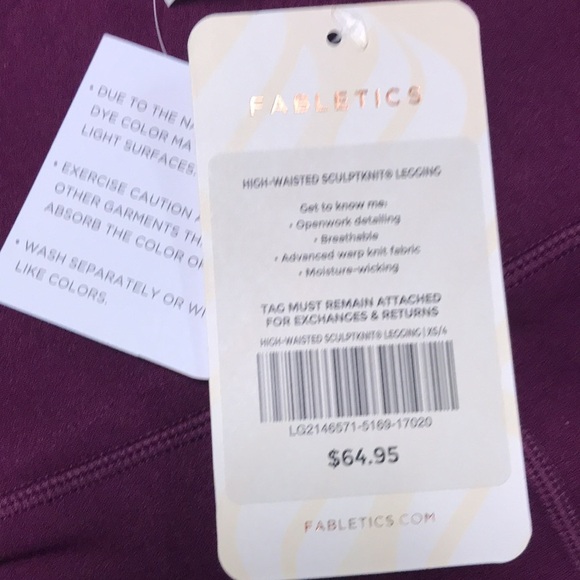 FABLETICS
HIGH-WAISTED SCULPTKNIT® LEGGING
Get to know me:
• Openwork detailing
• Breathable
• Advanced warp knit fabric
• Moisture-wicking
TAG MUST REMAIN ATTACHED
FOR EXCHANGES & RETURNS
HIGH-WAISTED SCULPTKNIT® LEGGING | XS/4
LG2146571-5169-17020
$64.95
FABLETICS.COM
• DUE TO THE
DYE COLOR MA
LIGHT SURFACES.
• EXERCISE CAUTION
OTHER GARMENTS TH
ABSORB THE COLOR
• WASH SEPARATELY OR WI
LIKE COLORS.